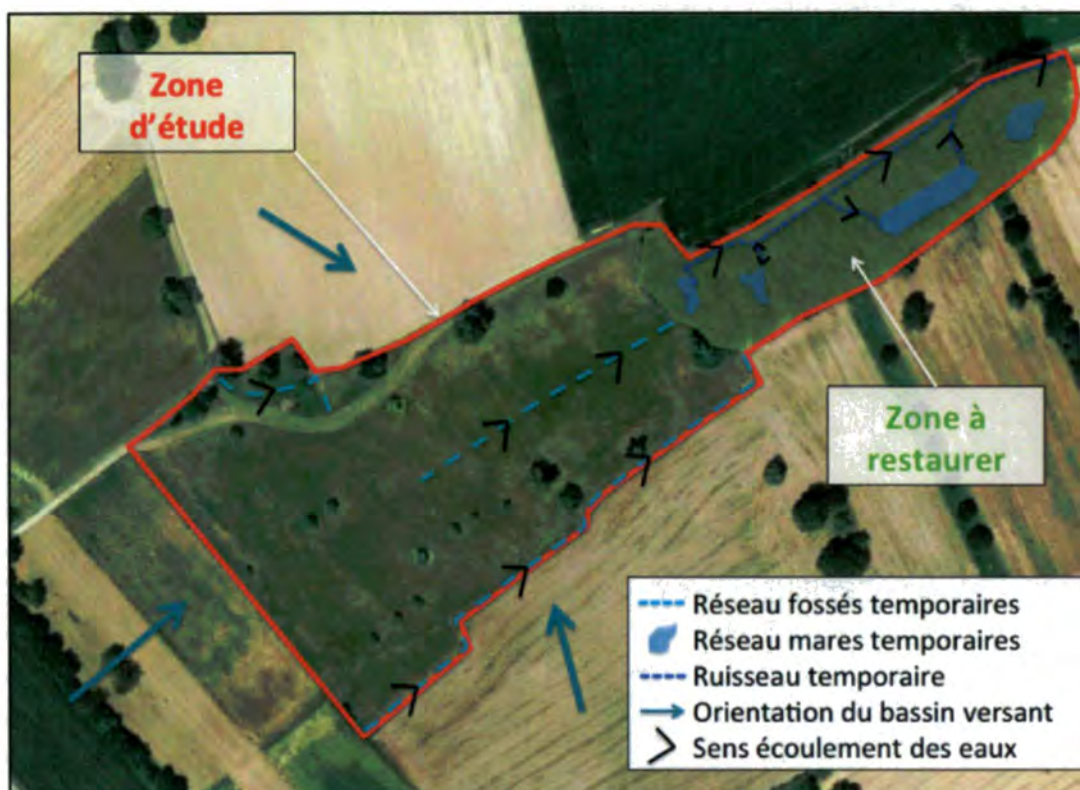 Zone
d'étude
Zone à
restaurer
Réseau fossés temporaires
Réseau mares temporaires
Ruisseau temporaire
Orientation du bassin versant
Sens écoulement des eaux